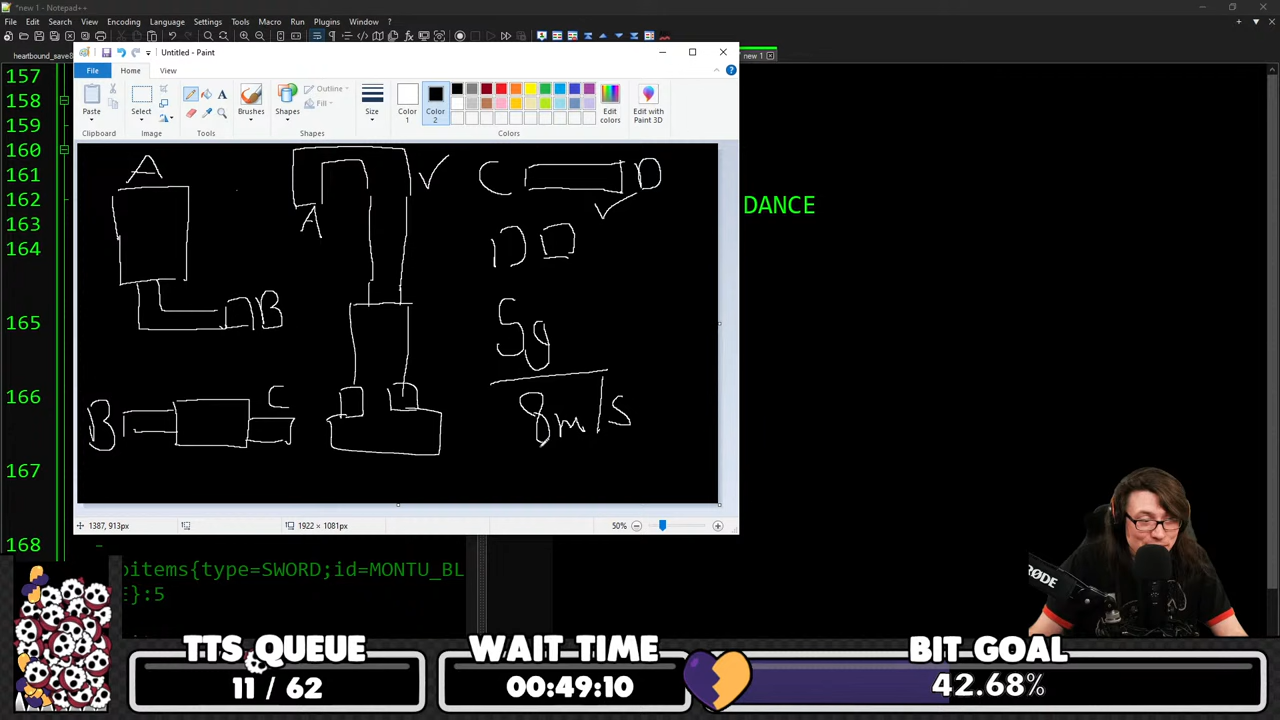 *new 1 - Notepad++
File Edit Search View Encoding Language Settings Tools Macro Run Plugins Window ?
heartbound_save8
new 1
157
158
159
160
161
162
163
164
165
166
167
168
DANCE
Untitled - Paint
File Home View
Paste
Select
Brushes
Shapes
Outline
Fill
Size
Color 1
Color 2
Edit colors
Edit with Paint 3D
Clipboard Image Tools Shapes Colors
A
A
B
B
C
C D
D D
5g
8m/s
1387, 913px
1922 × 1081px
50%
oitems{type=SWORD;id=MONTU_BL
E}:5
RØDE
TTS QUEUE
11 / 62
WAIT TIME
00:49:10
BIT GOAL
42.68%